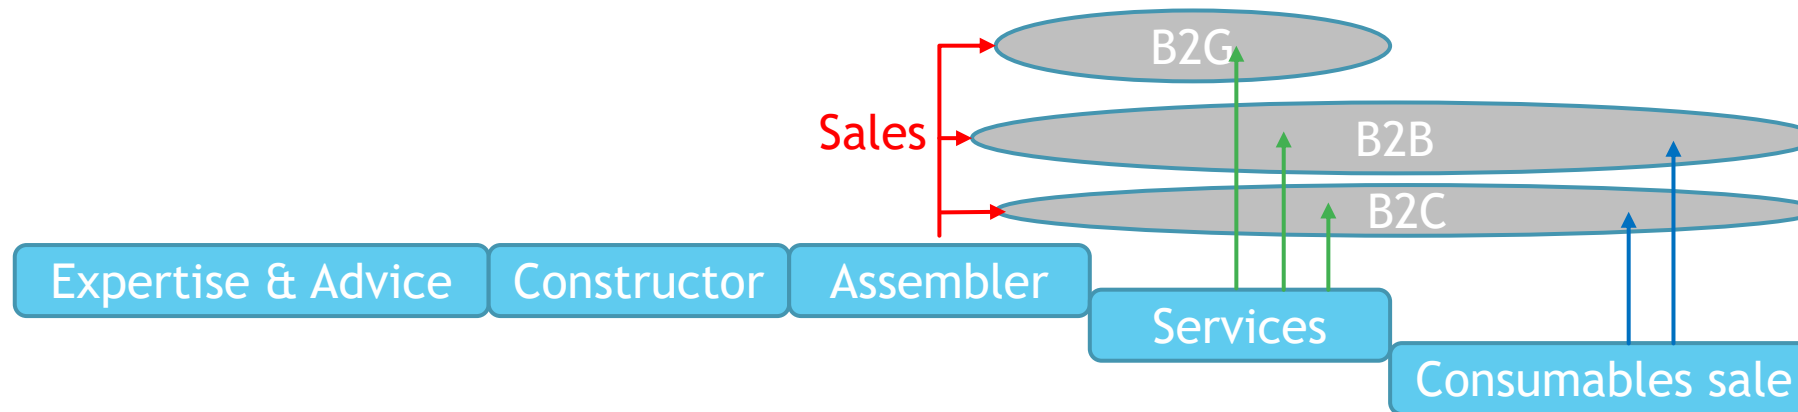 B2G
Sales
B2B
B2C
Expertise & Advice
Constructor
Assembler
Services
Consumables sale